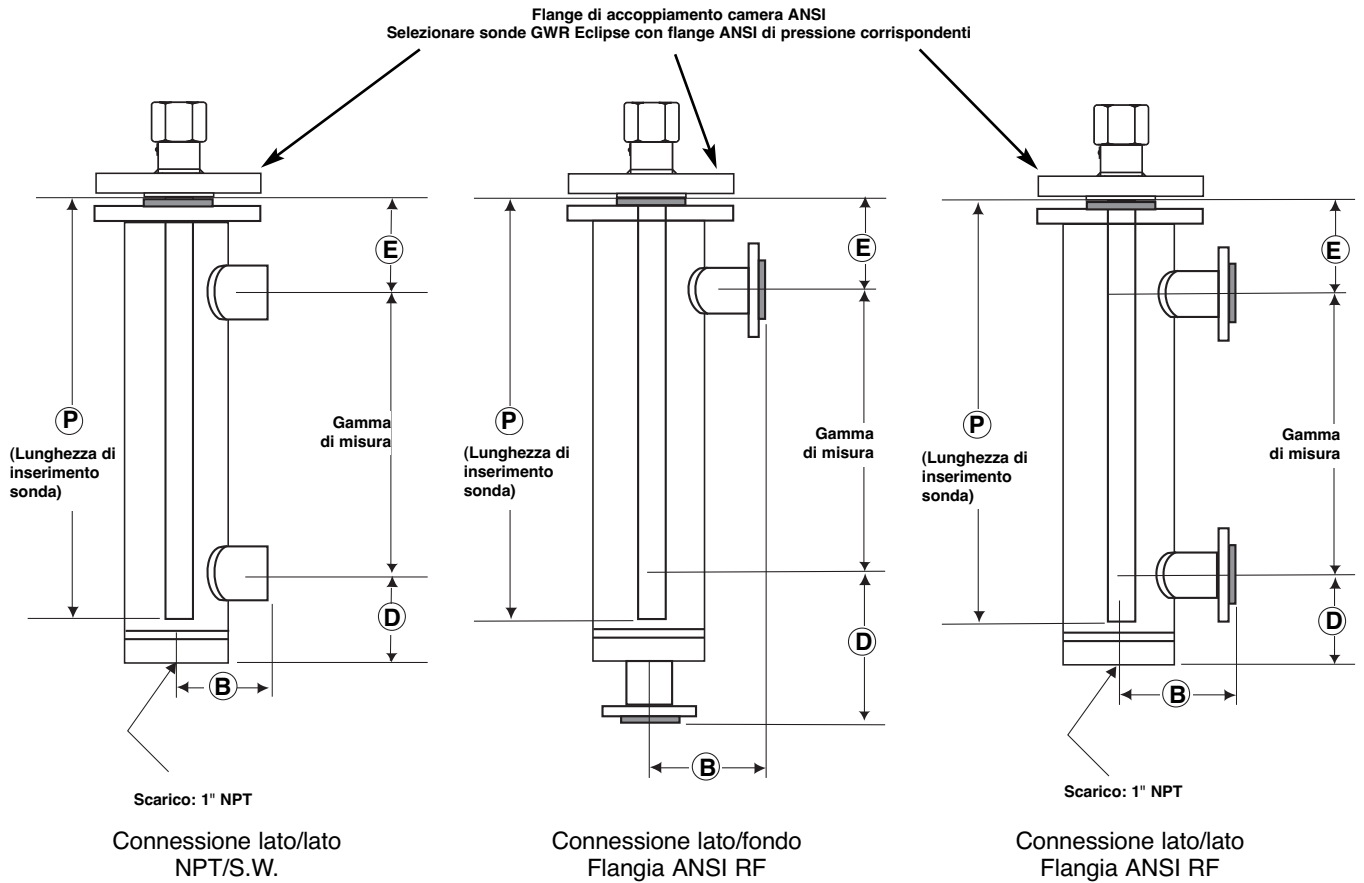 Flange di accoppiamento camera ANSI
Selezionare sonde GWR Eclipse con flange ANSI di pressione corrispondenti
E
P
(Lunghezza di
inserimento
sonda)
Gamma
di misura
D
B
Scarico: 1" NPT
Connessione lato/lato
NPT/S.W.
E
P
(Lunghezza di
inserimento
sonda)
Gamma
di misura
D
B
Connessione lato/fondo
Flangia ANSI RF
E
P
(Lunghezza di
inserimento
sonda)
Gamma
di misura
D
B
Scarico: 1" NPT
Connessione lato/lato
Flangia ANSI RF